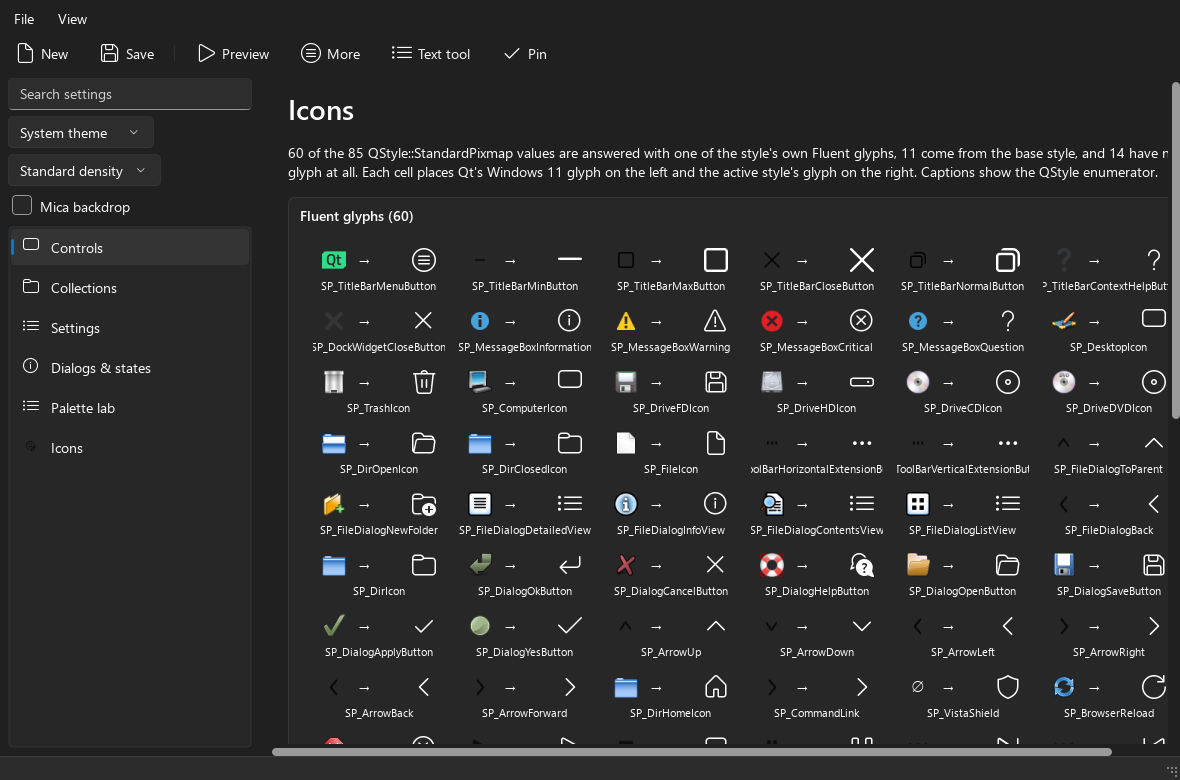 File View
New Save Preview More Text tool Pin
Search settings
System theme
Standard density
Mica backdrop
Controls
Collections
Settings
Dialogs & states
Palette lab
Icons
Icons
60 of the 85 QStyle::StandardPixmap values are answered with one of the style's own Fluent glyphs, 11 come from the base style, and 14 have
glyph at all. Each cell places Qt's Windows 11 glyph on the left and the active style's glyph on the right. Captions show the QStyle enumerator.
Fluent glyphs (60)
Qt
SP_TitleBarMenuButton SP_TitleBarMinButton SP_TitleBarMaxButton SP_TitleBarCloseButton SP_TitleBarNormalButton P_TitleBarContextHelpButt
SP_DockWidgetCloseButton SP_MessageBoxInformation SP_MessageBoxWarning SP_MessageBoxCritical SP_MessageBoxQuestion SP_DesktopIcon
SP_TrashIcon SP_ComputerIcon SP_DriveFDIcon SP_DriveHDIcon SP_DriveCDIcon SP_DriveDVDIcon
SP_DirOpenIcon SP_DirClosedIcon SP_FileIcon oolBarHorizontalExtensionB ToolBarVerticalExtensionBut SP_FileDialogToParent
SP_FileDialogNewFolder SP_FileDialogDetailedView SP_FileDialogInfoView SP_FileDialogContentsView SP_FileDialogListView SP_FileDialogBack
SP_DirIcon SP_DialogOkButton SP_DialogCancelButton SP_DialogHelpButton SP_DialogOpenButton SP_DialogSaveButton
SP_DialogApplyButton SP_DialogYesButton SP_ArrowUp SP_ArrowDown SP_ArrowLeft SP_ArrowRight
SP_ArrowBack SP_ArrowForward SP_DirHomeIcon SP_CommandLink SP_VistaShield SP_BrowserReload